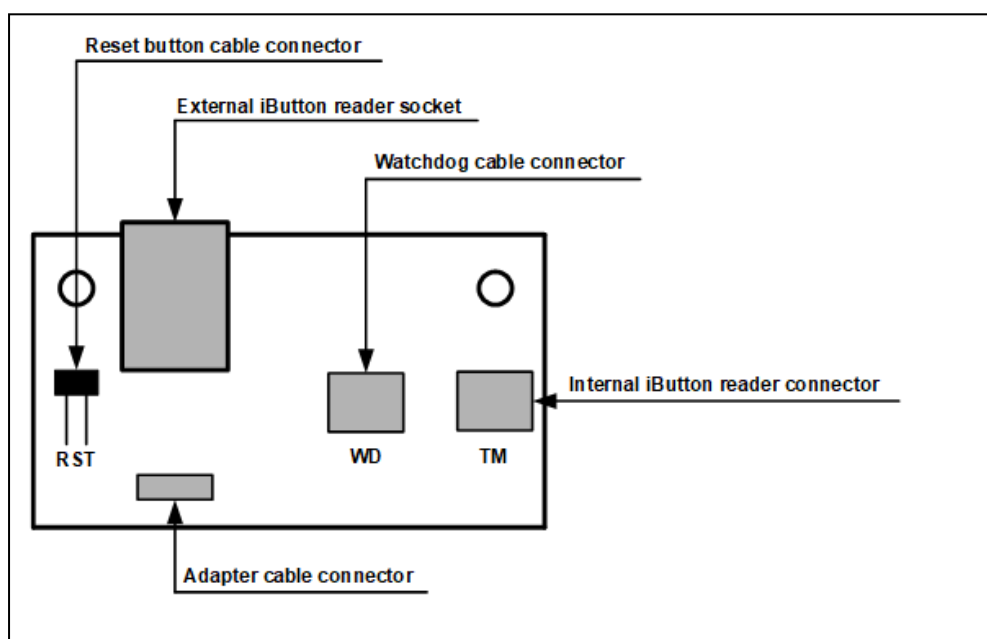 Reset button cable connector
External iButton reader socket
Watchdog cable connector
Internal iButton reader connector
RST
WD
TM
Adapter cable connector